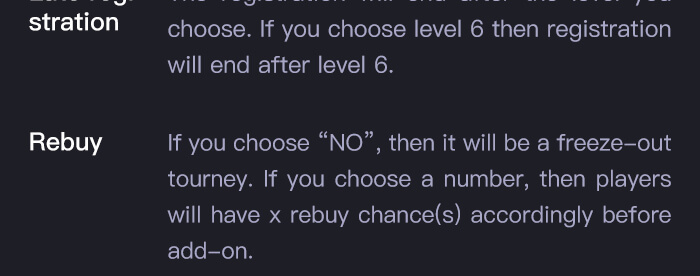 stration
choose. If you choose level 6 then registration
will end after level 6.
Rebuy
If you choose “NO”, then it will be a freeze–out
tourney. If you choose a number, then players
will have x rebuy chance(s) accordingly before
add–on.